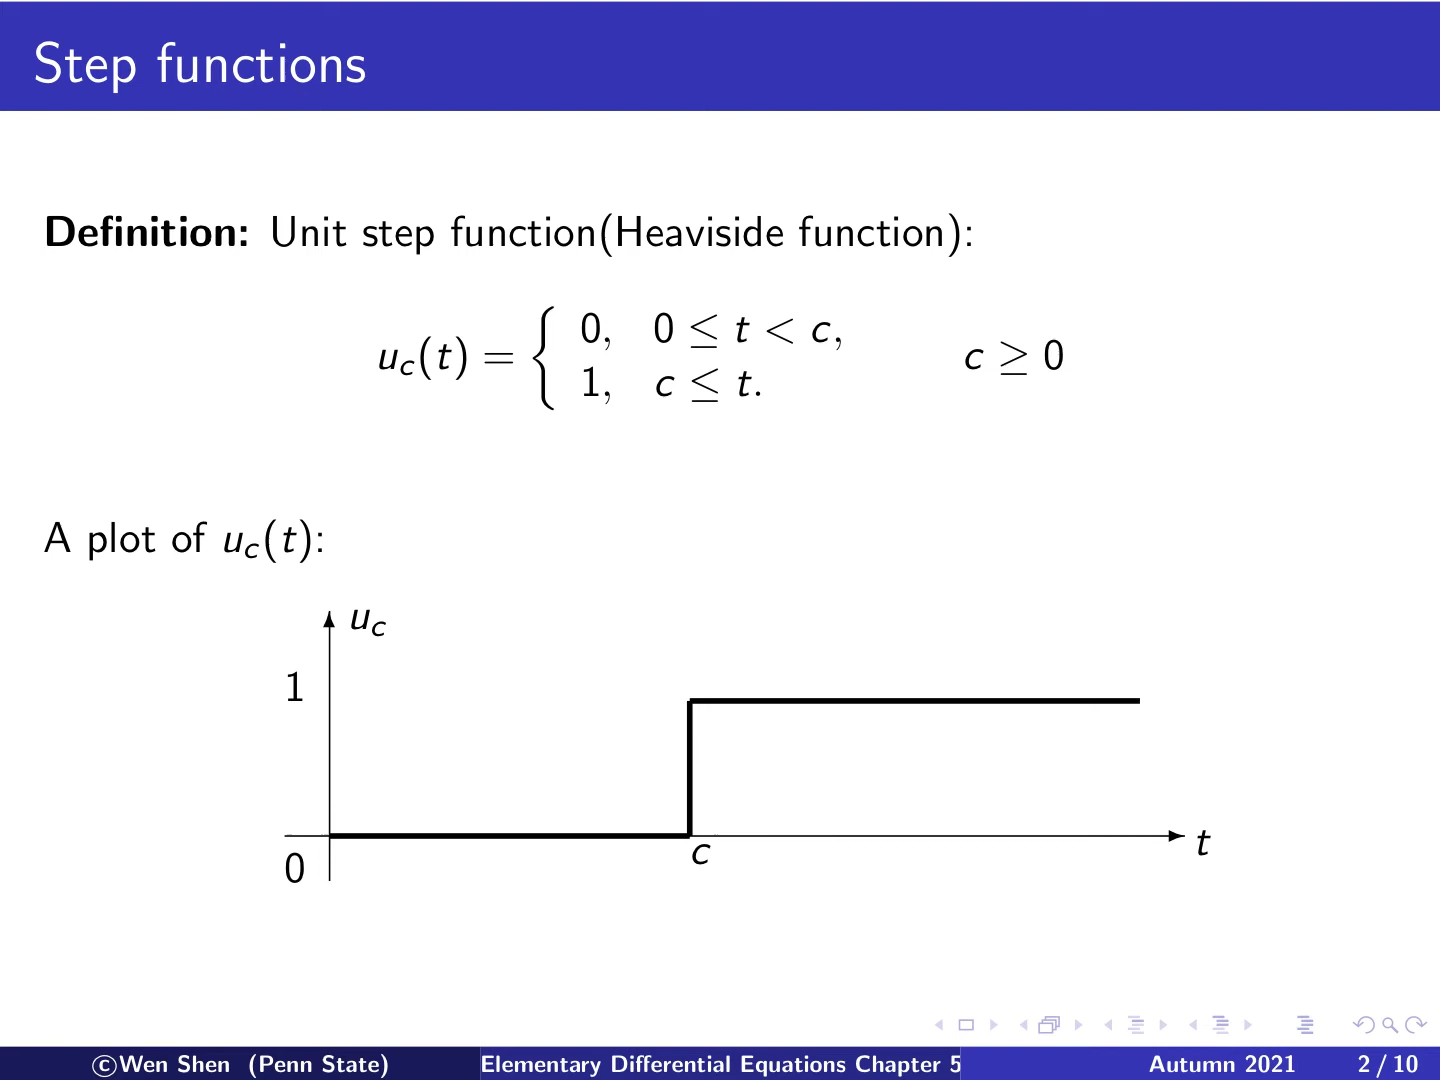 Step functions
Definition: Unit step function(Heaviside function):
u_c(t) = { 0, 0 ≤ t < c,
1, c ≤ t.
c ≥ 0
A plot of u_c(t):
u_c
1
0
c
t
©Wen Shen (Penn State) Elementary Differential Equations Chapter 5 Autumn 2021 2 / 10